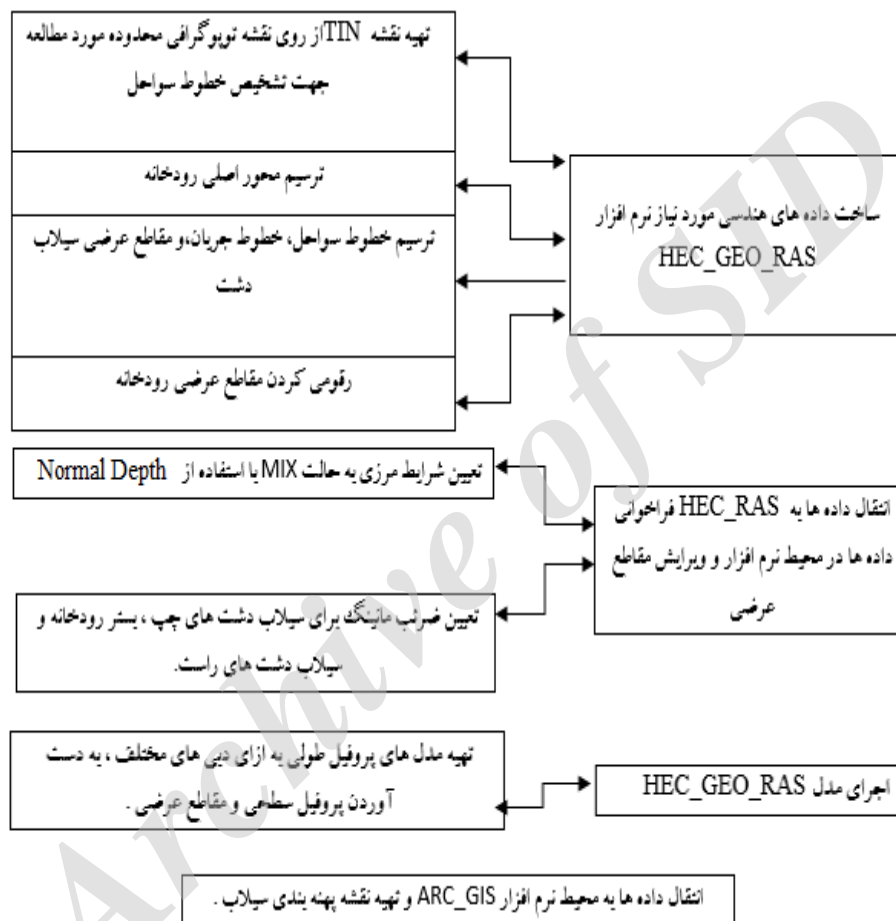 تهیه نقشه TIN از روی نقشه توپوگرافی محدوده مورد مطالعه
جهت تشخیص خطوط سواحل
ترسیم محور اصلی رودخانه
ترسیم خطوط سواحل، خطوط جریان،و مقاطع عرضی سیلاب
دشت
رقومی کردن مقاطع عرضی رودخانه
ساخت داده های هندسی مورد نیاز نرم افزار
HEC_GEO_RAS
تعیین شرایط مرزی به حالت MIX با استفاده از Normal Depth
تعیین ضرائب مانینگ برای سیلاب دشت های چپ ، بستر رودخانه و
سیلاب دشت های راست.
انتقال داده ها به HEC_RAS فراخوانی
داده ها در محیط نرم افزار و ویرایش مقاطع
عرضی
تهیه مدل های پروفیل طولی به ازای دبی های مختلف ، به دست
آوردن پروفیل سطحی و مقاطع عرضی .
اجرای مدل HEC_GEO_RAS
انتقال داده ها به محیط نرم افزار ARC_GIS و تهیه نقشه پهنه بندی سیلاب .
Archive of SID